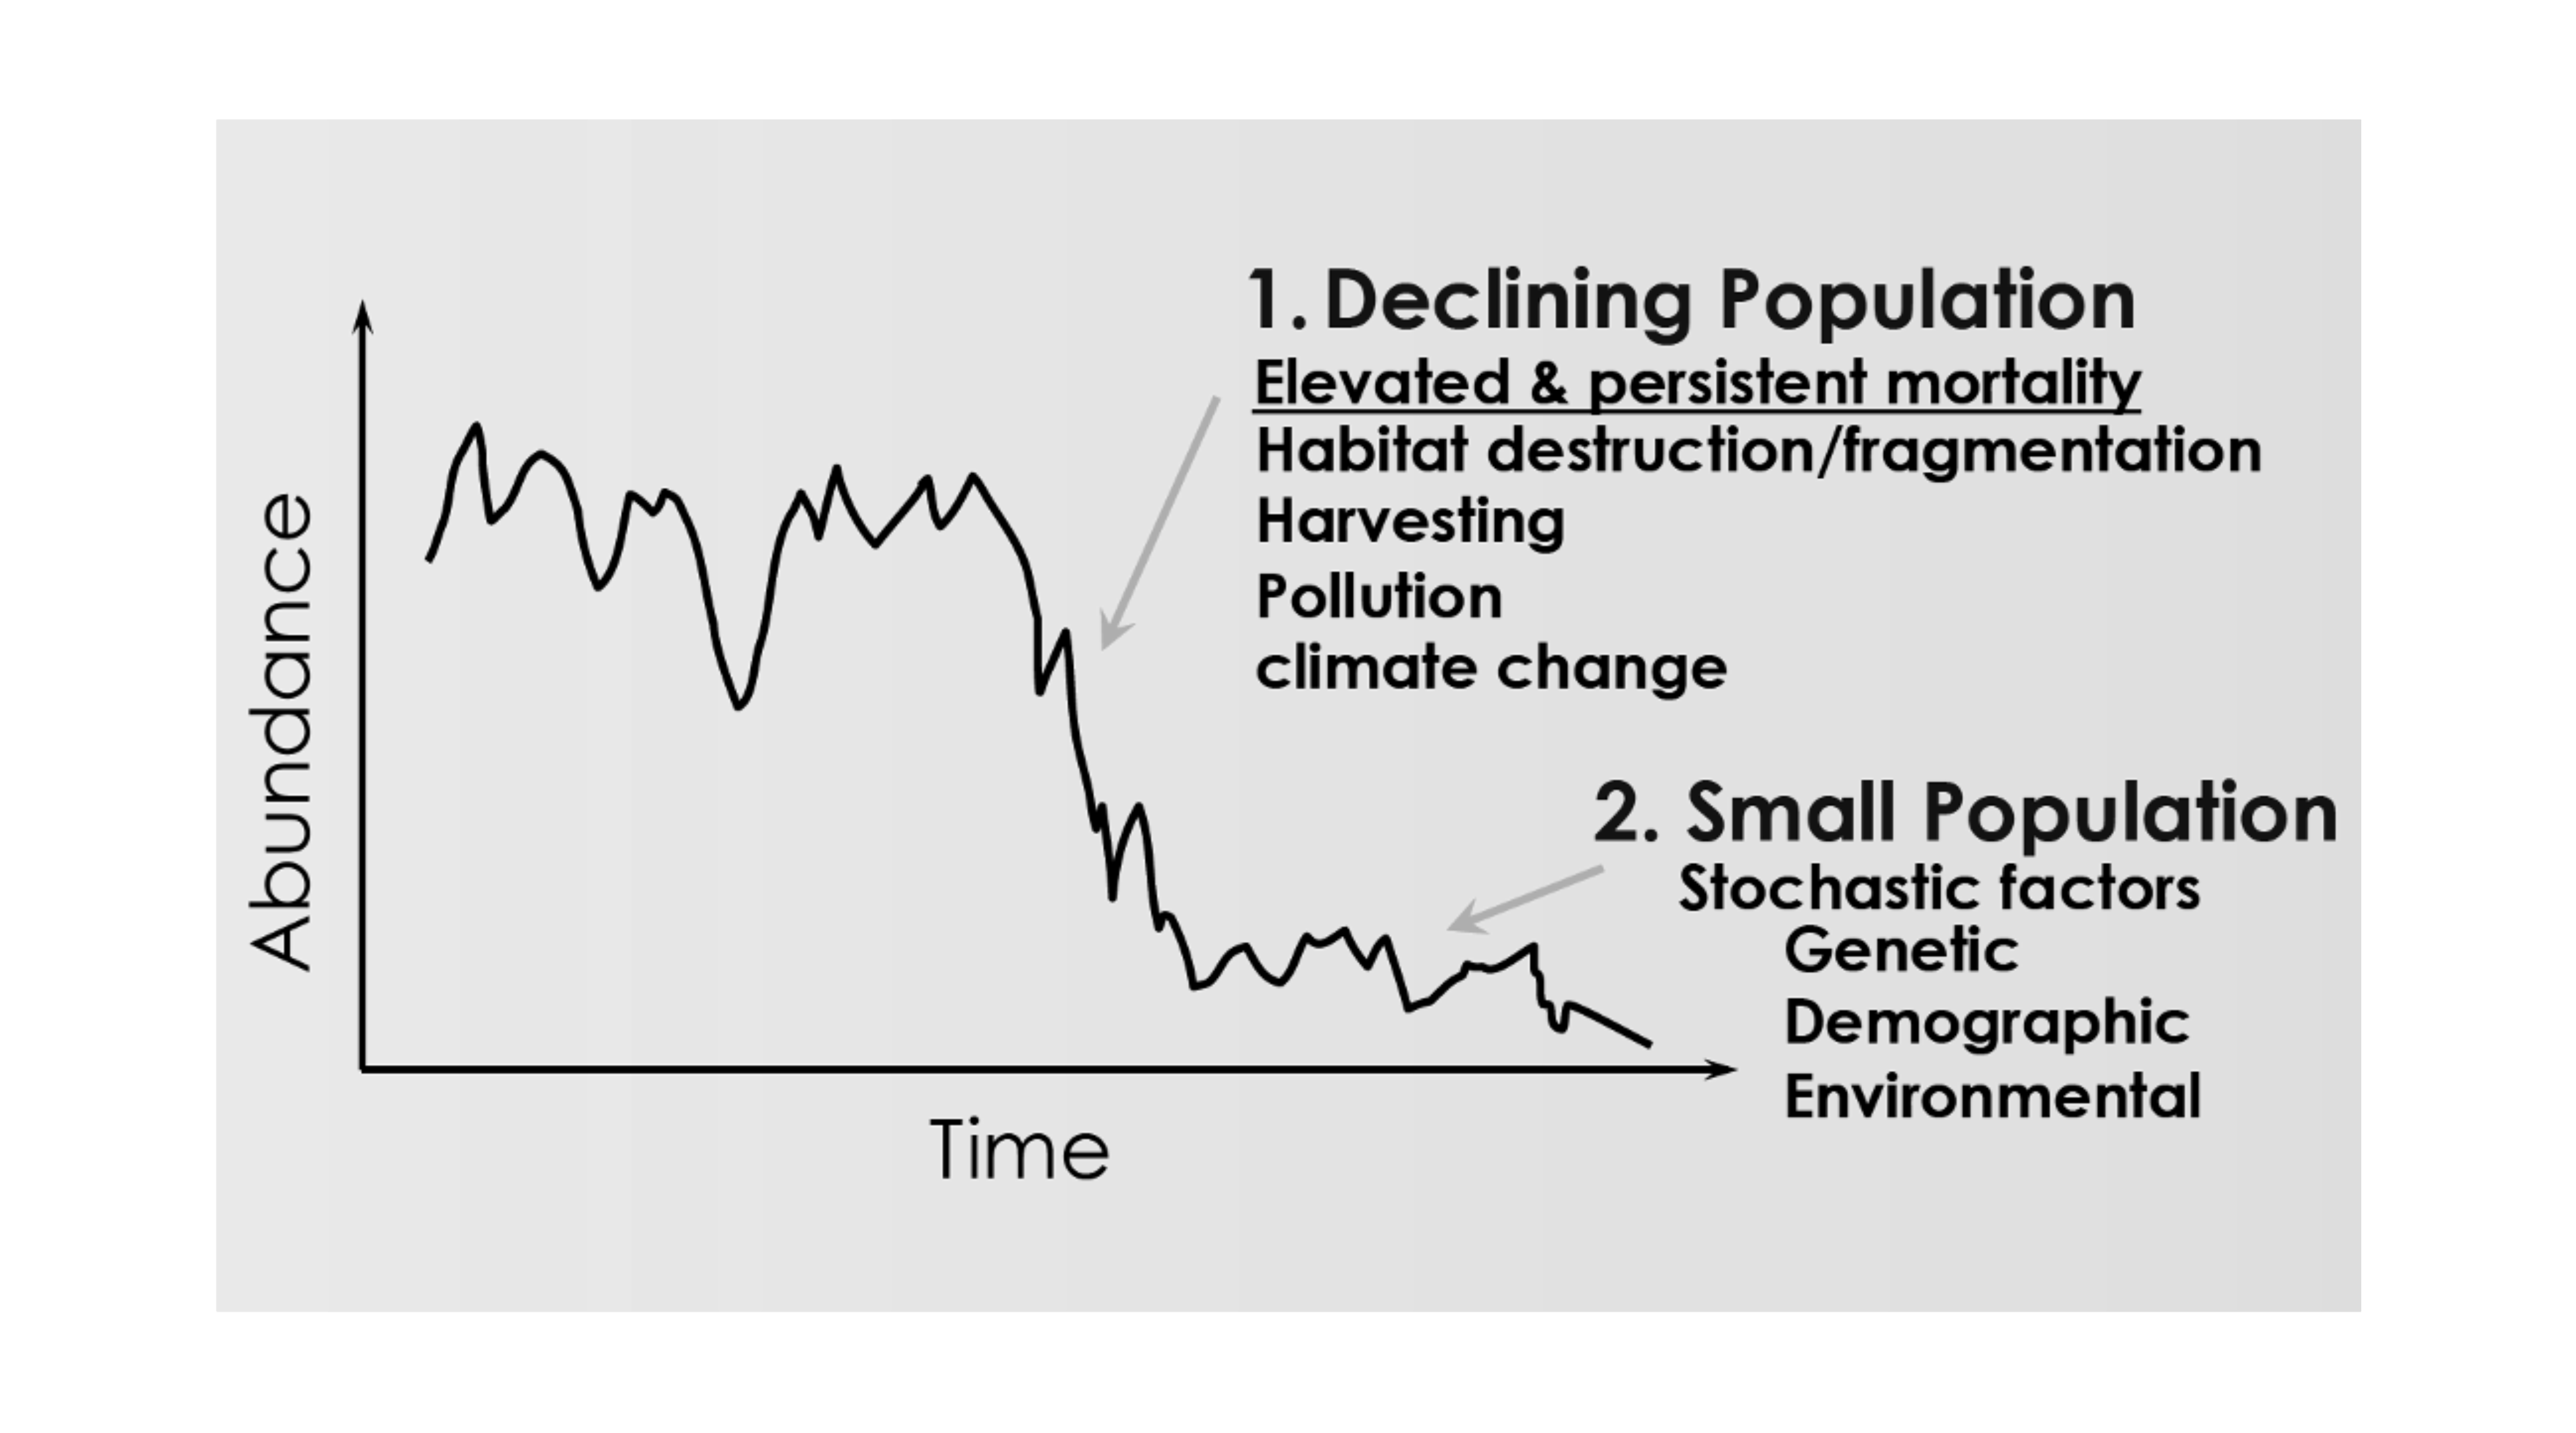 Abundance
1. Declining Population
Elevated & persistent mortality
Habitat destruction/fragmentation
Harvesting
Pollution
climate change
2. Small Population
Stochastic factors
Genetic
Demographic
Environmental
Time